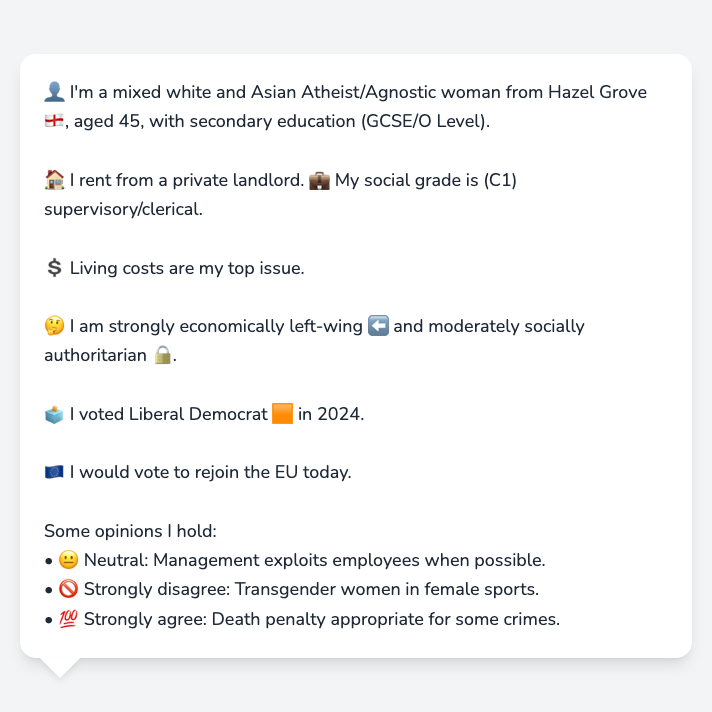 👤 I'm a mixed white and Asian Atheist/Agnostic woman from Hazel Grove
🏴󠁧󠁢󠁥󠁮󠁧󠁿, aged 45, with secondary education (GCSE/O Level).
🏠 I rent from a private landlord. 💼 My social grade is (C1)
supervisory/clerical.
💲 Living costs are my top issue.
🤔 I am strongly economically left-wing ⬅️ and moderately socially
authoritarian 🔒.
🗳️ I voted Liberal Democrat 🟧 in 2024.
🇪🇺 I would vote to rejoin the EU today.
Some opinions I hold:
• 😐 Neutral: Management exploits employees when possible.
• 🚫 Strongly disagree: Transgender women in female sports.
• 💯 Strongly agree: Death penalty appropriate for some crimes.